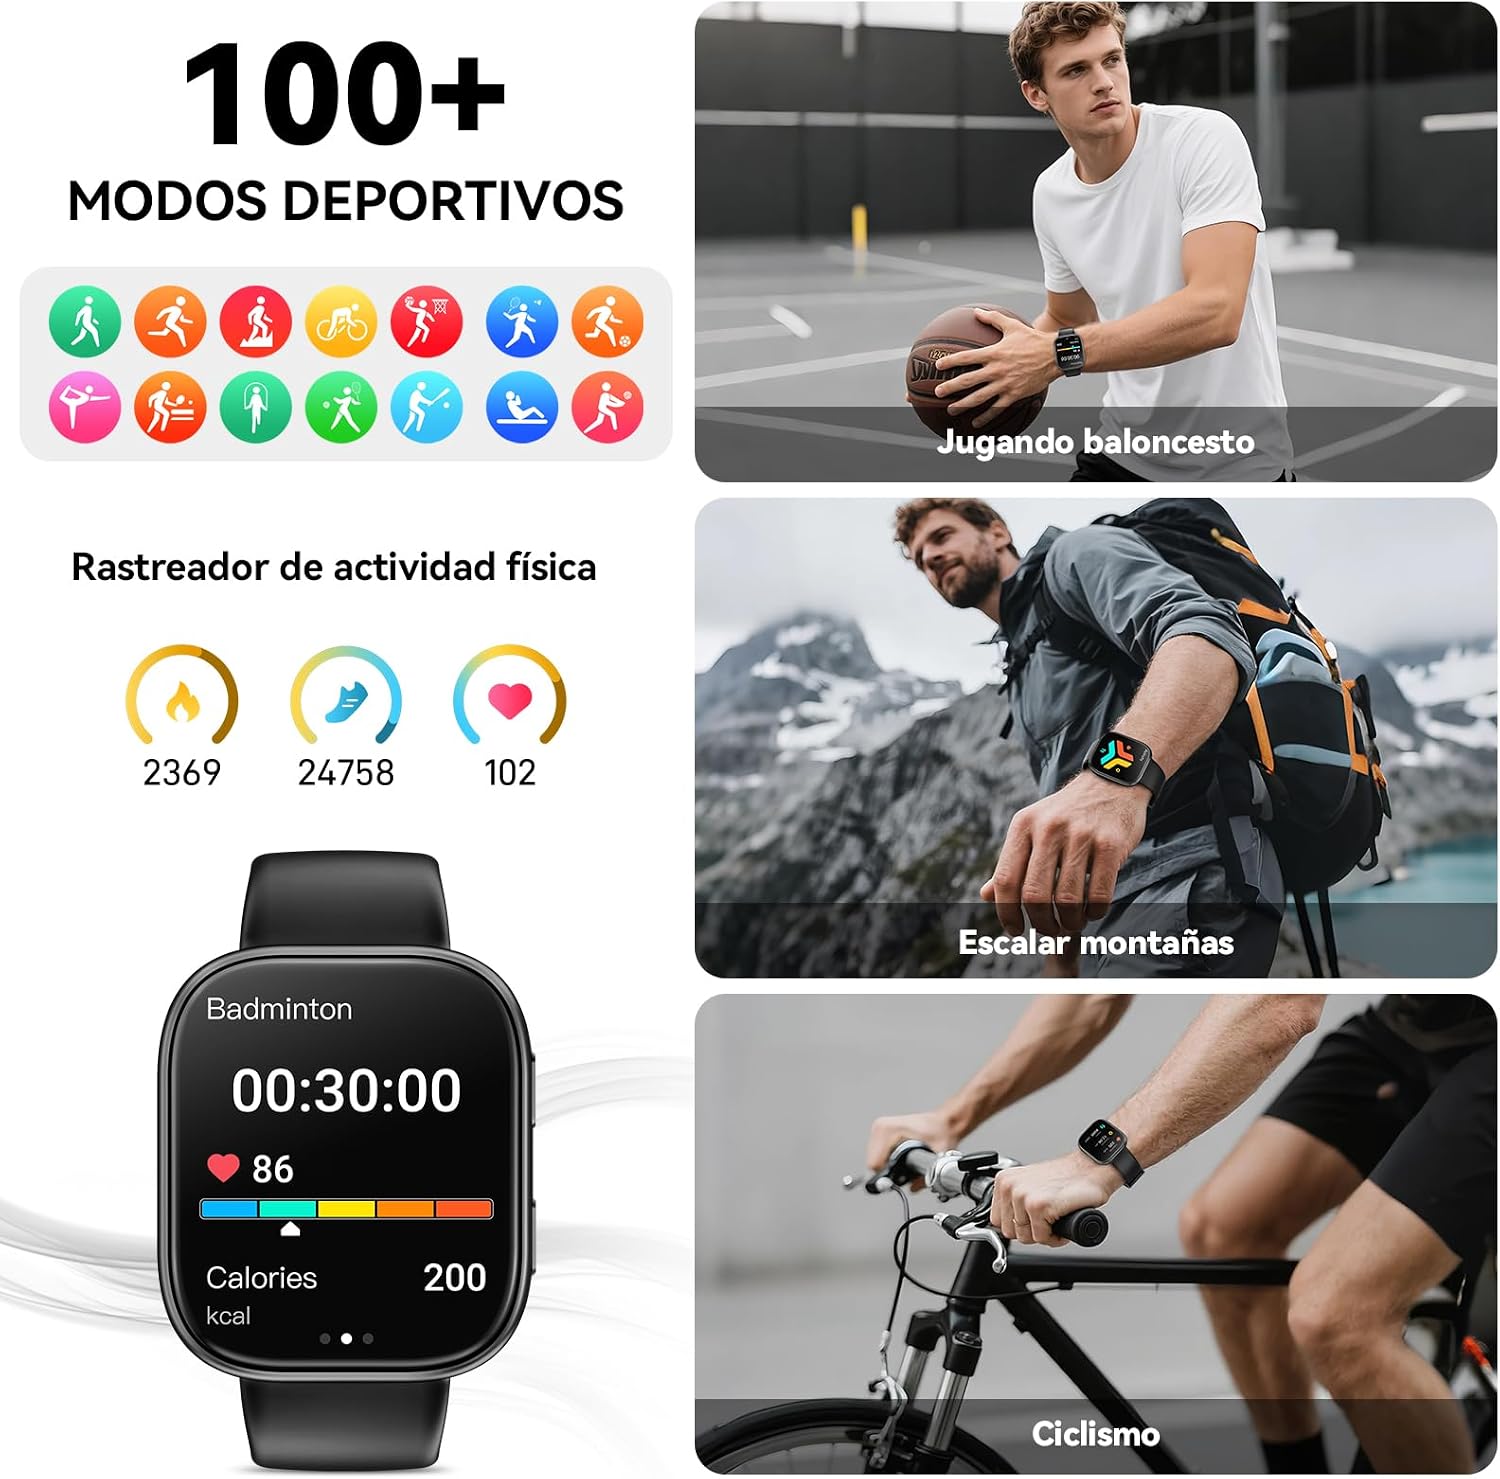 100+
MODOS DEPORTIVOS
Rastreador de actividad física
2369
24758
102
Badminton
00:30:00
86
Calories
200
kcal
Jugando baloncesto
Escalar montañas
Ciclismo